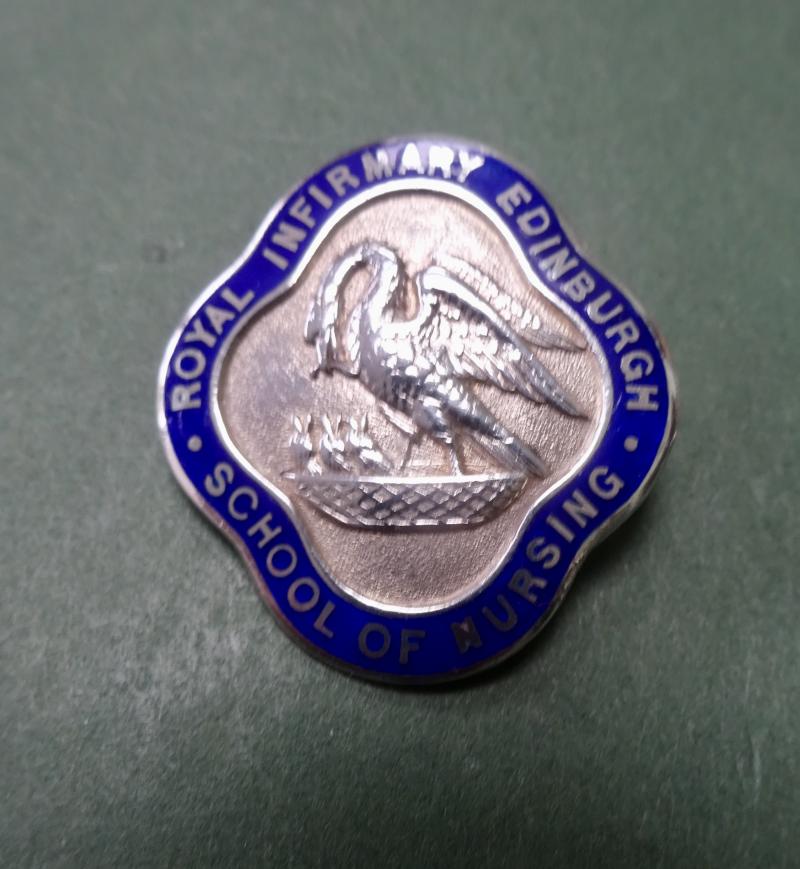 ROYAL INFIRMARY EDINBURGH
SCHOOL OF NURSING